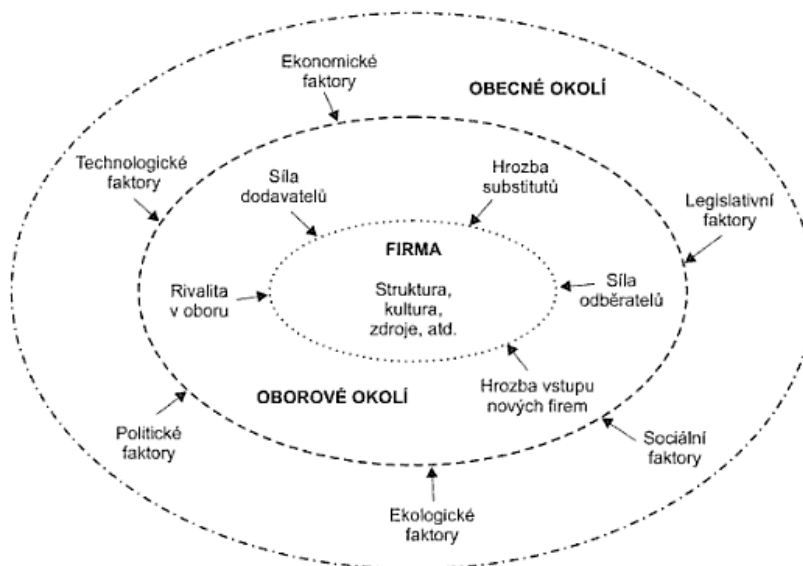 Ekonomické
faktory
OBECNÉ OKOLÍ
Technologické
faktory
Síla
dodavatelů
Hrozba
substitutů
Legislativní
faktory
FIRMA
Struktura,
kultura,
zdroje, atd.
Rivalita
v oboru
Síla
odběratelů
OBOROVÉ OKOLÍ
Hrozba vstupu
nových firem
Politické
faktory
Sociální
faktory
Ekologické
faktory